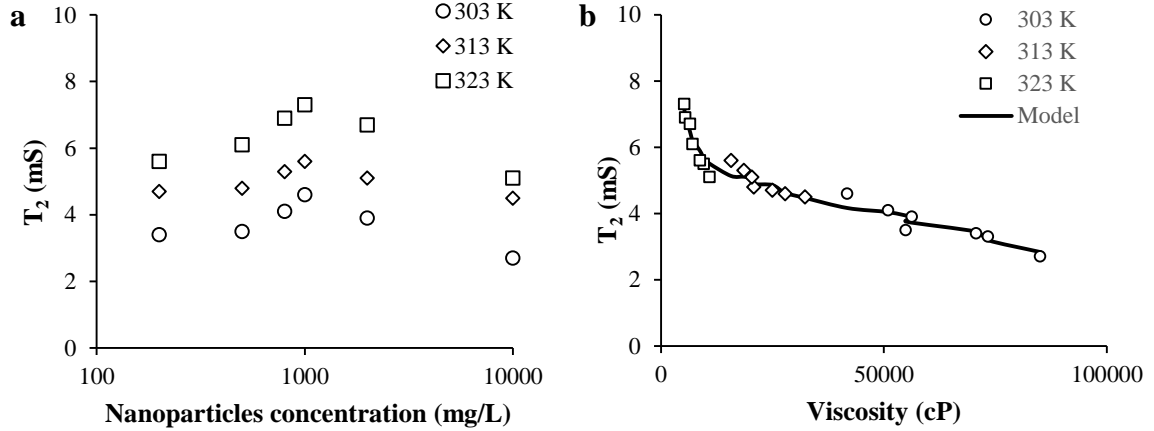 a
303 K
313 K
323 K
10
8
6
4
2
0
T2 (mS)
100
1000
10000
Nanoparticles concentration (mg/L)
b
303 K
313 K
323 K
Model
10
8
6
4
2
0
T2 (mS)
0
50000
100000
Viscosity (cP)